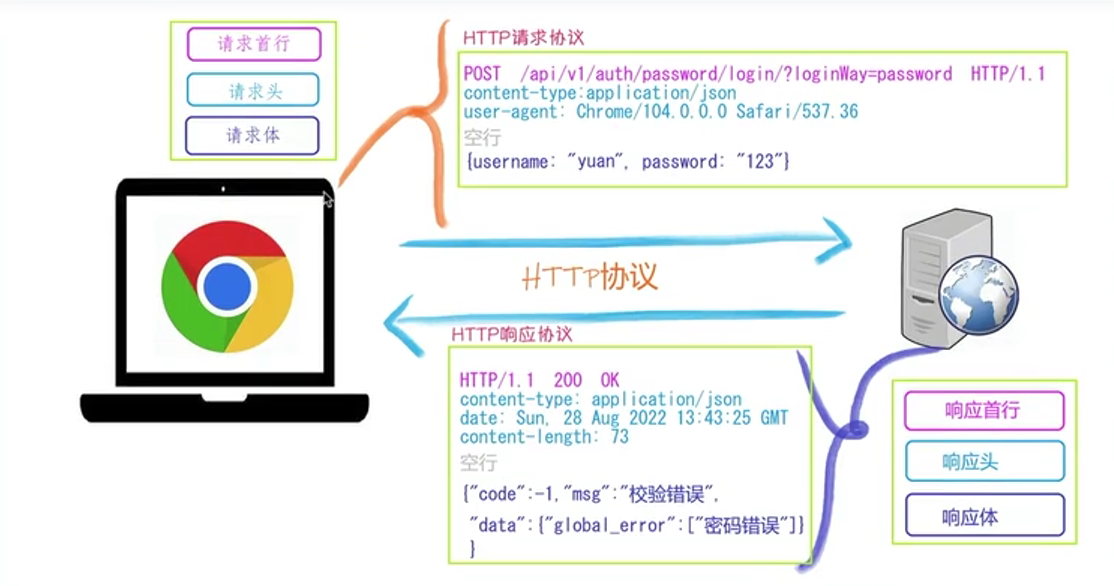 请求首行
请求头
请求体
HTTP请求协议
POST /api/v1/auth/password/login/?loginWay=password HTTP/1.1
content-type:application/json
user-agent: Chrome/104.0.0.0 Safari/537.36
空行
{username: "yuan", password: "123"}
HTTP协议
HTTP响应协议
HTTP/1.1 200 OK
content-type: application/json
date: Sun, 28 Aug 2022 13:43:25 GMT
content-length: 73
空行
{"code":-1,"msg":"校验错误",
"data":{"global_error":["密码错误"]}
}
响应首行
响应头
响应体